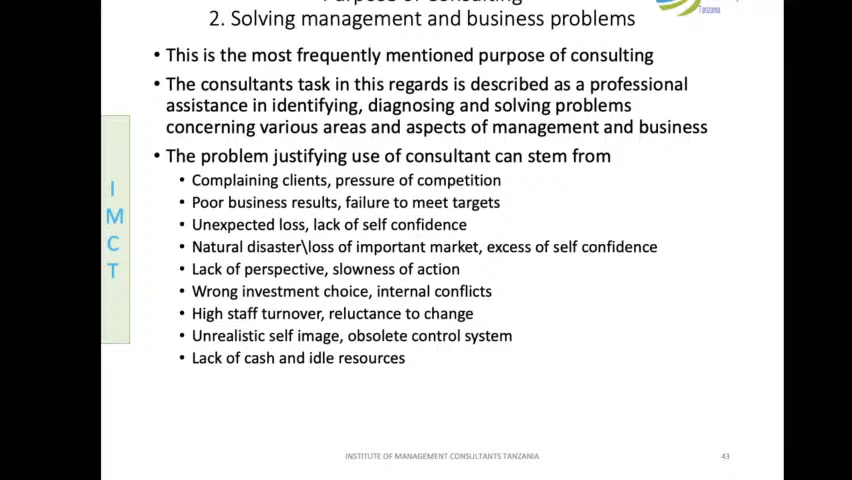 Purpose of Consulting
2. Solving management and business problems
Tanzania
• This is the most frequently mentioned purpose of consulting
• The consultants task in this regards is described as a professional
assistance in identifying, diagnosing and solving problems
concerning various areas and aspects of management and business
• The problem justifying use of consultant can stem from
• Complaining clients, pressure of competition
• Poor business results, failure to meet targets
• Unexpected loss, lack of self confidence
• Natural disaster\loss of important market, excess of self confidence
• Lack of perspective, slowness of action
• Wrong investment choice, internal conflicts
• High staff turnover, reluctance to change
• Unrealistic self image, obsolete control system
• Lack of cash and idle resources
I
M
C
T
INSTITUTE OF MANAGEMENT CONSULTANTS TANZANIA
43